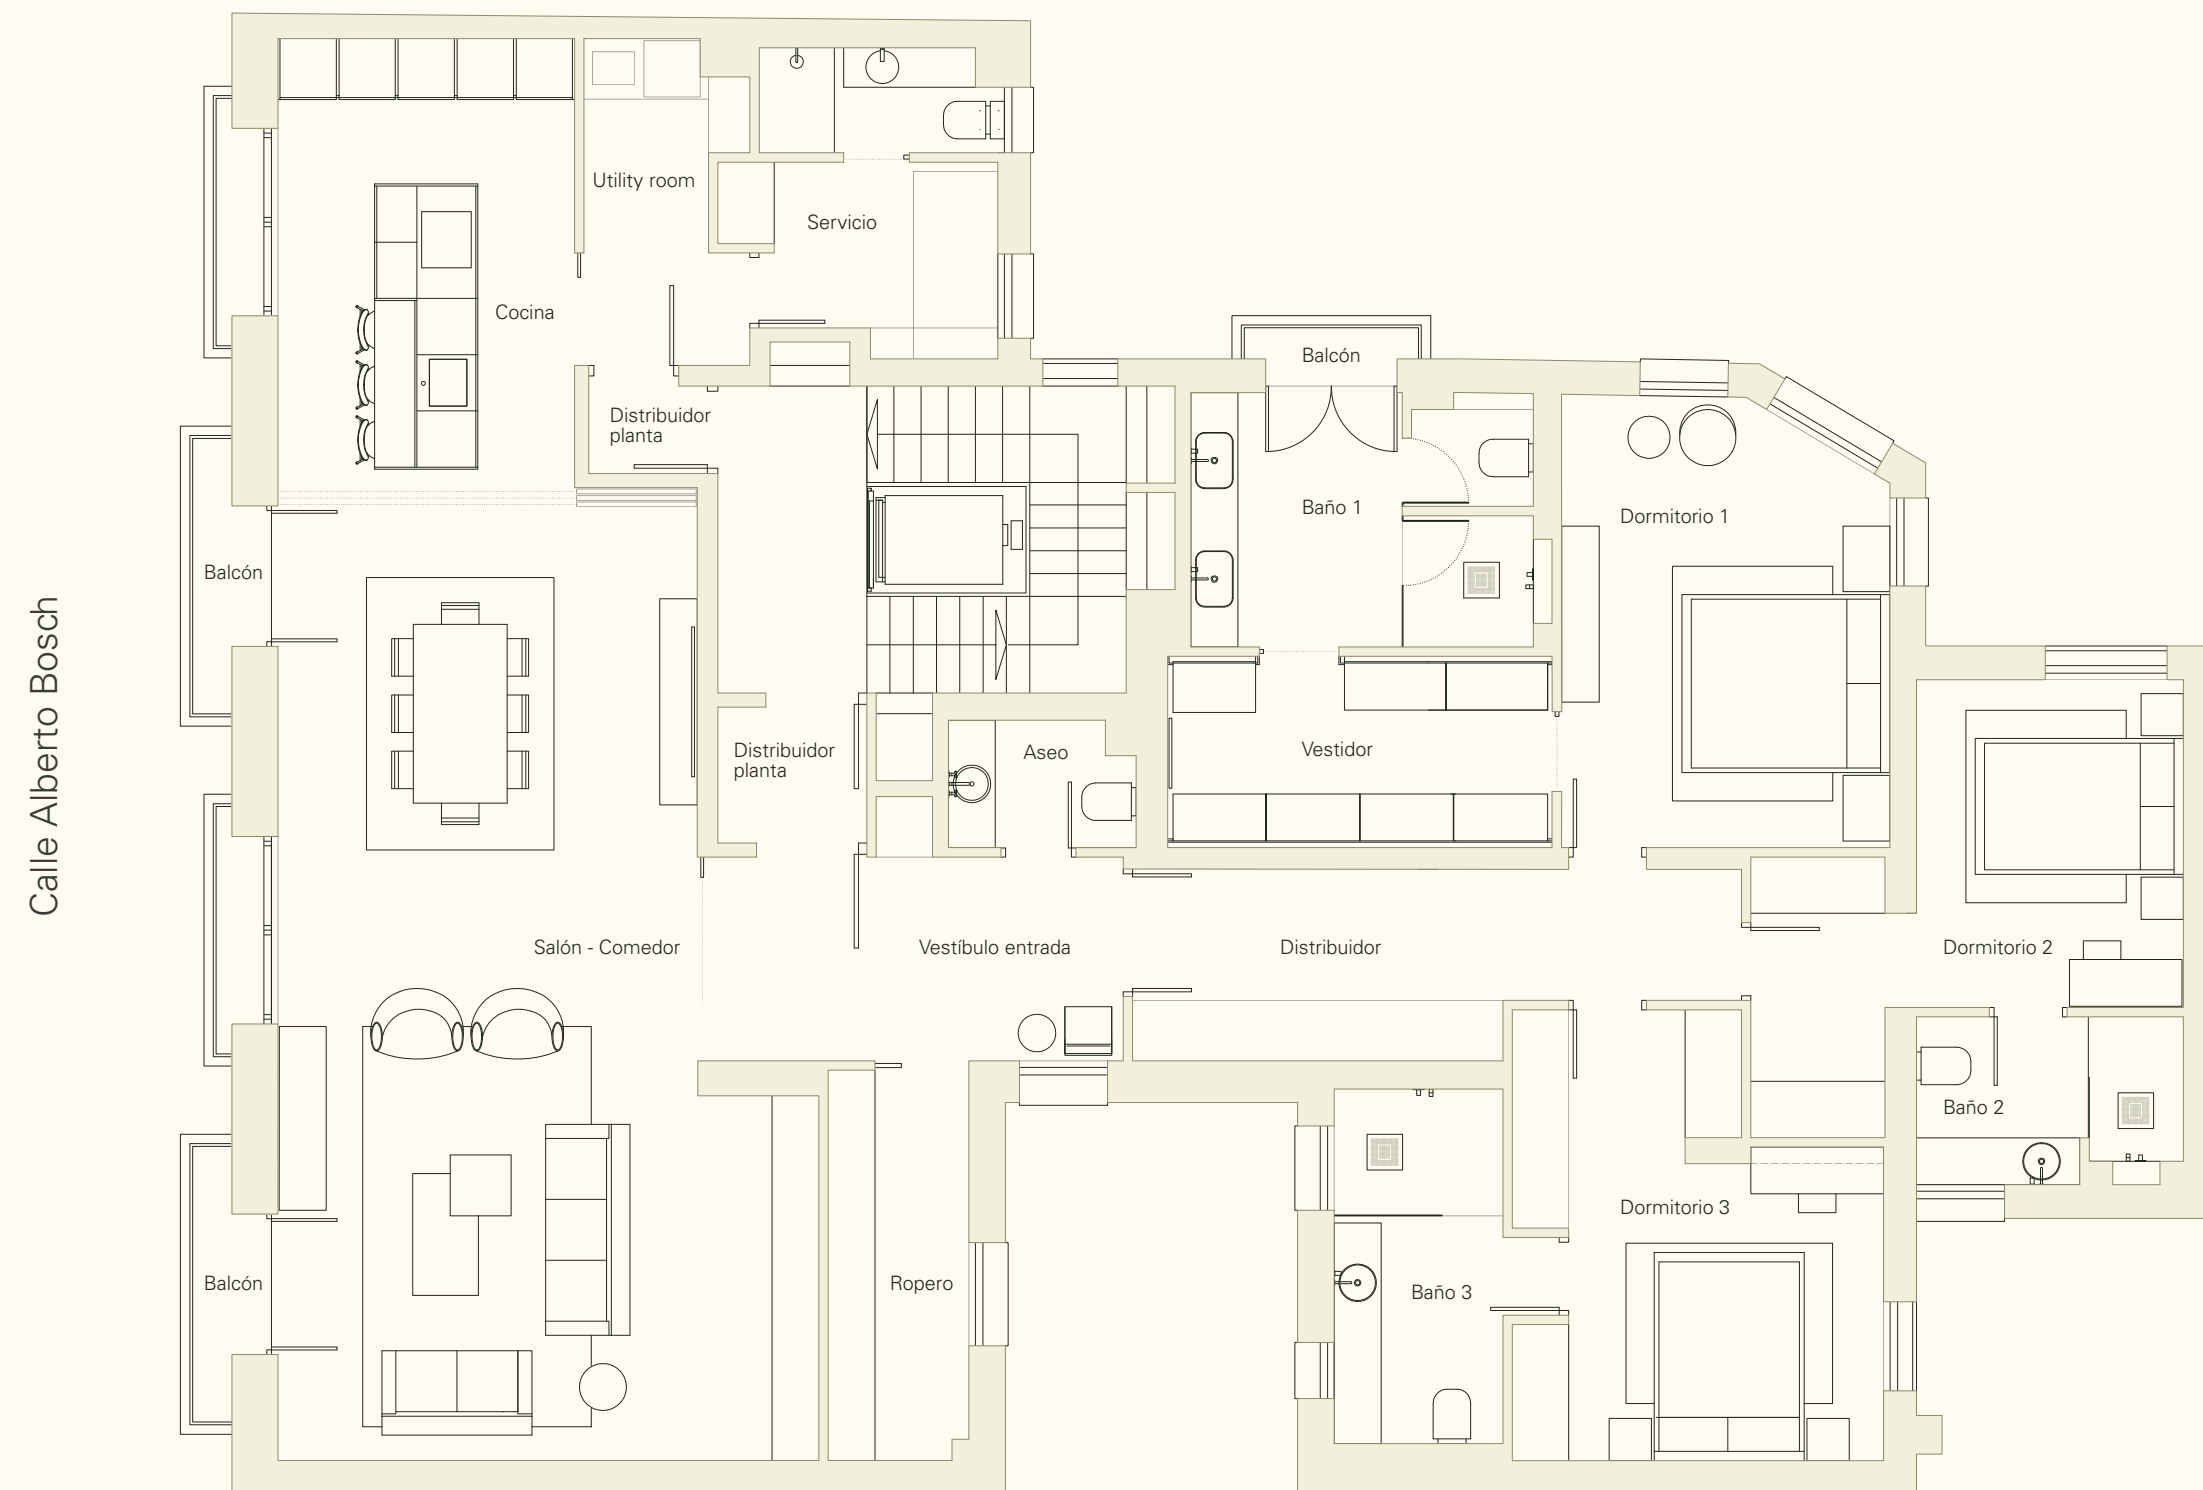 Utility room
Servicio
Cocina
Balcón
Distribuidor
planta
Baño 1
Dormitorio 1
Balcón
Calle Alberto Bosch
Distribuidor
planta
Aseo
Vestidor
Salón - Comedor
Vestíbulo entrada
Distribuidor
Dormitorio 2
Baño 2
Dormitorio 3
Balcón
Ropero
Baño 3